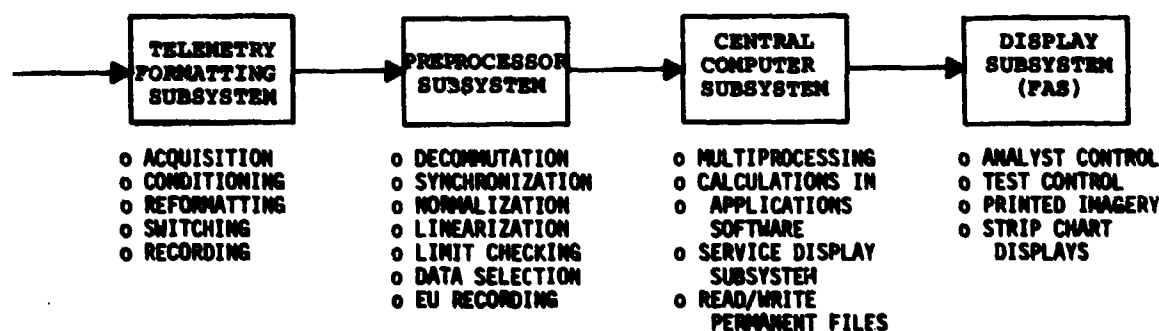 TELEMETRY
FORMATTING
SUBSYSTEM
o ACQUISITION
o CONDITIONING
o REFORMATTING
o SWITCHING
o RECORDING
PREPROCESSOR
SUBSYSTEM
o DECOMMUTATION
o SYNCHRONIZATION
o NORMALIZATION
o LINEARIZATION
o LIMIT CHECKING
o DATA SELECTION
o EU RECORDING
CENTRAL
COMPUTER
SUBSYSTEM
o MULTIPROCESSING
o CALCULATIONS IN
o APPLICATIONS
SOFTWARE
o SERVICE DISPLAY
SUBSYSTEM
o READ/WRITE
PERMANENT FILES
DISPLAY
SUBSYSTEM
(FAS)
o ANALYST CONTROL
o TEST CONTROL
o PRINTED IMAGERY
o STRIP CHART
DISPLAYS